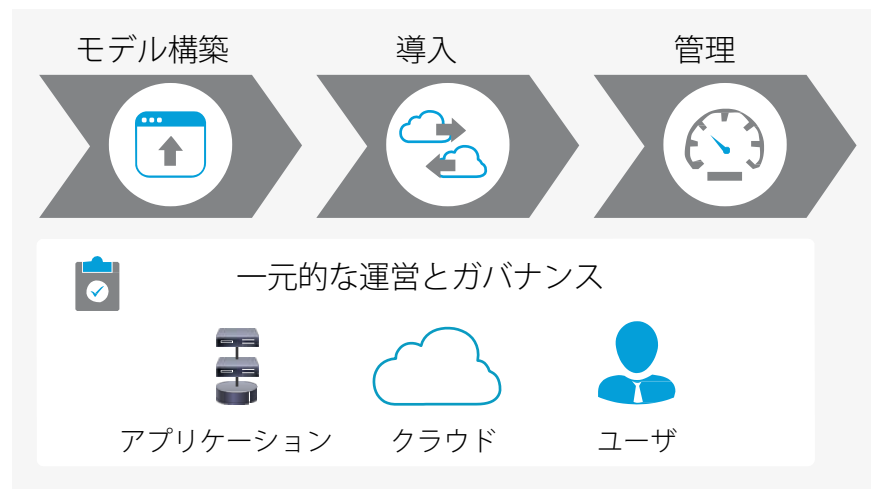 モデル構築
導入
管理
一元的な運営とガバナンス
アプリケーション
クラウド
ユーザ